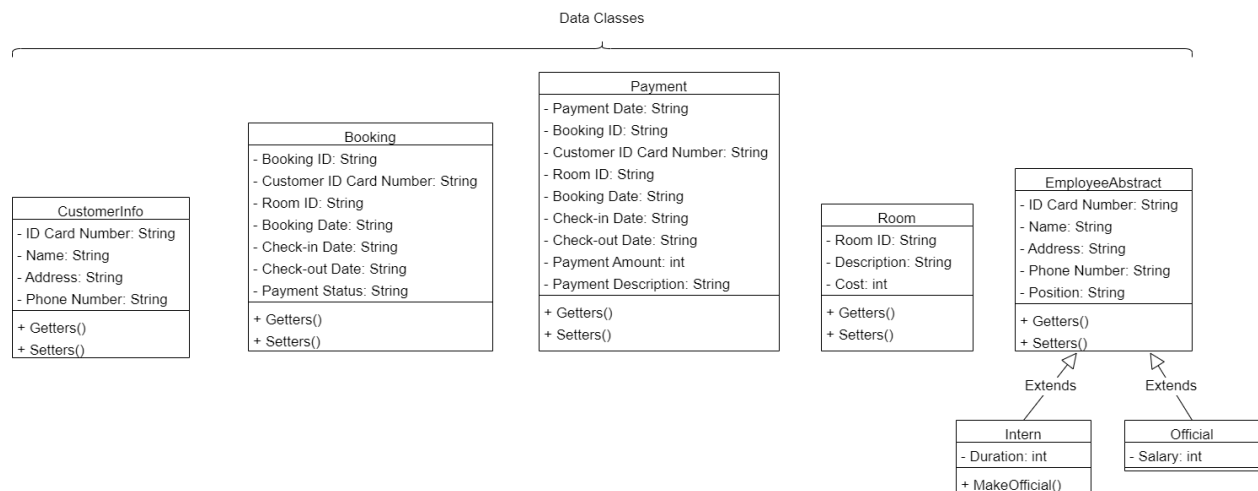 Data Classes
CustomerInfo
- ID Card Number: String
- Name: String
- Address: String
- Phone Number: String
+ Getters()
+ Setters()
Booking
- Booking ID: String
- Customer ID Card Number: String
- Room ID: String
- Booking Date: String
- Check-in Date: String
- Check-out Date: String
- Payment Status: String
+ Getters()
+ Setters()
Payment
- Payment Date: String
- Booking ID: String
- Customer ID Card Number: String
- Room ID: String
- Booking Date: String
- Check-in Date: String
- Check-out Date: String
- Payment Amount: int
- Payment Description: String
+ Getters()
+ Setters()
Room
- Room ID: String
- Description: String
- Cost: int
+ Getters()
+ Setters()
EmployeeAbstract
- ID Card Number: String
- Name: String
- Address: String
- Phone Number: String
- Position: String
+ Getters()
+ Setters()
Extends
Extends
Intern
- Duration: int
+ MakeOfficial()
Official
- Salary: int